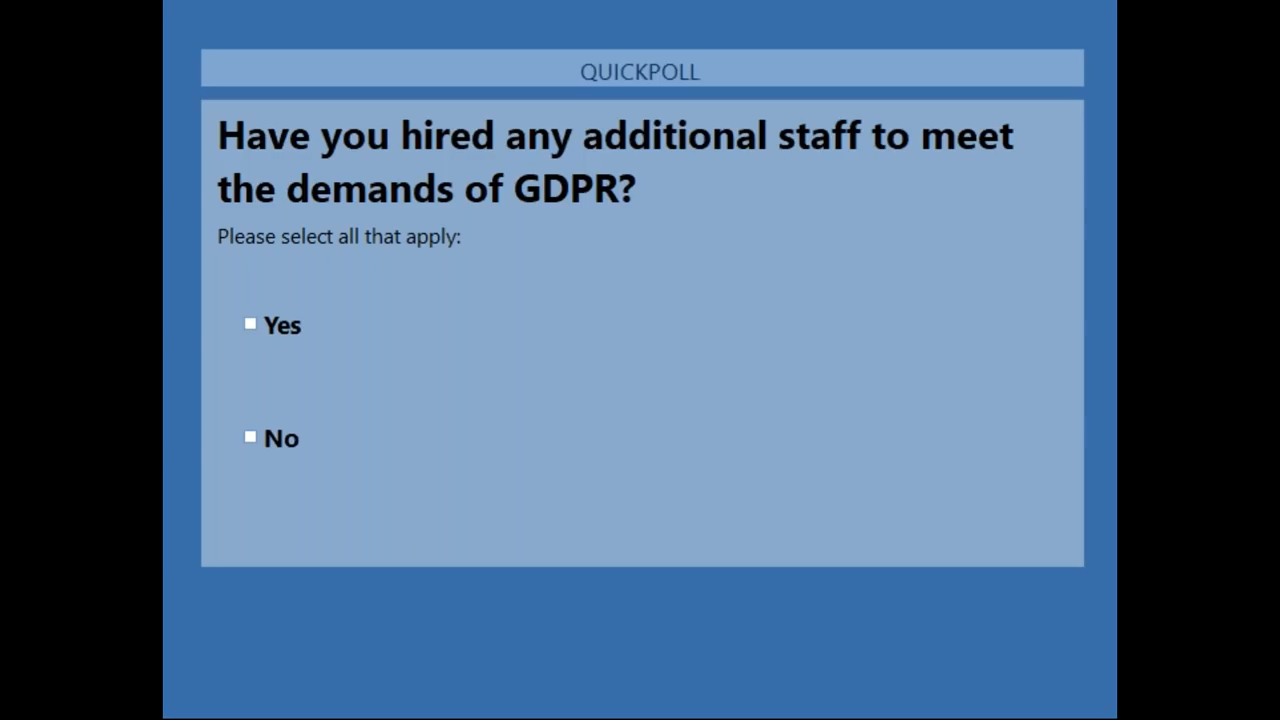 QUICKPOLL
Have you hired any additional staff to meet
the demands of GDPR?
Please select all that apply:
Yes
No